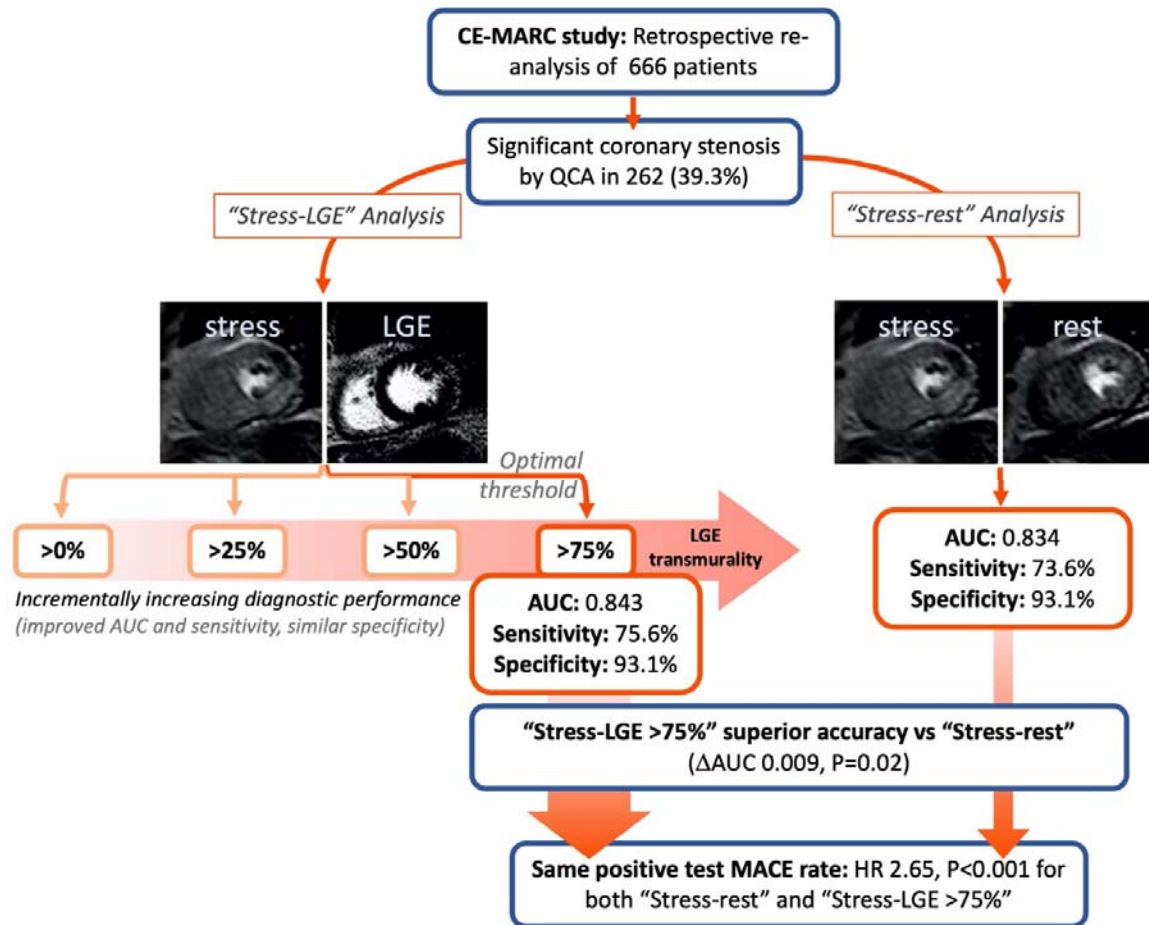 CE-MARC study: Retrospective re-
analysis of 666 patients
Significant coronary stenosis
by QCA in 262 (39.3%)
“Stress-LGE” Analysis
“Stress-rest” Analysis
stress
LGE
stress
rest
Optimal
threshold
>0%
>25%
>50%
>75%
LGE
transmurality
Incrementally increasing diagnostic performance
(improved AUC and sensitivity, similar specificity)
AUC: 0.843
Sensitivity: 75.6%
Specificity: 93.1%
AUC: 0.834
Sensitivity: 73.6%
Specificity: 93.1%
“Stress-LGE >75%” superior accuracy vs “Stress-rest”
(ΔAUC 0.009, P=0.02)
Same positive test MACE rate: HR 2.65, P<0.001 for
both “Stress-rest” and “Stress-LGE >75%”